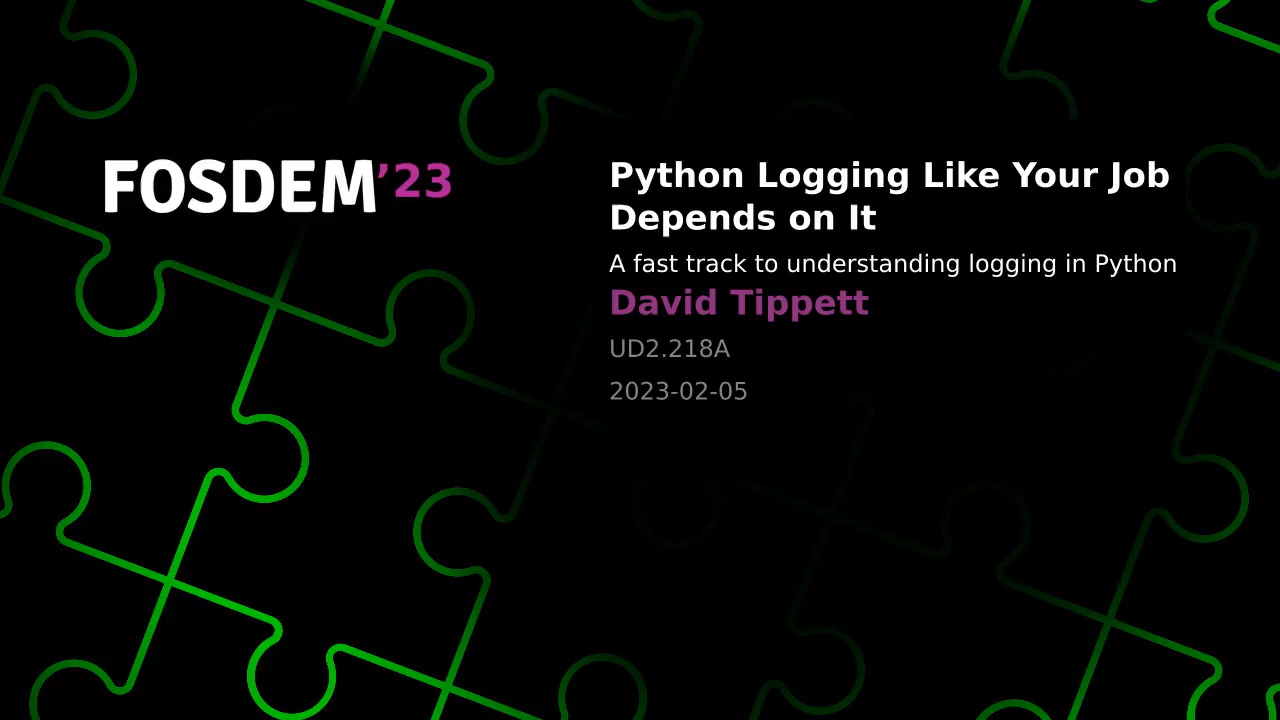 FOSDEM’23
Python Logging Like Your Job
Depends on It
A fast track to understanding logging in Python
David Tippett
UD2.218A
2023-02-05